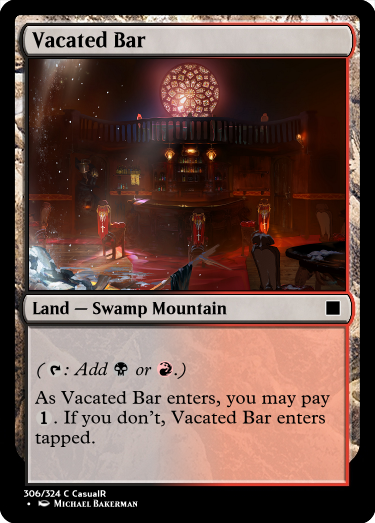 Vacated Bar
Land — Swamp Mountain
( : Add or .)
As Vacated Bar enters, you may pay
1 . If you don't, Vacated Bar enters
tapped.
306/324 C CasualR
• Michael Bakerman